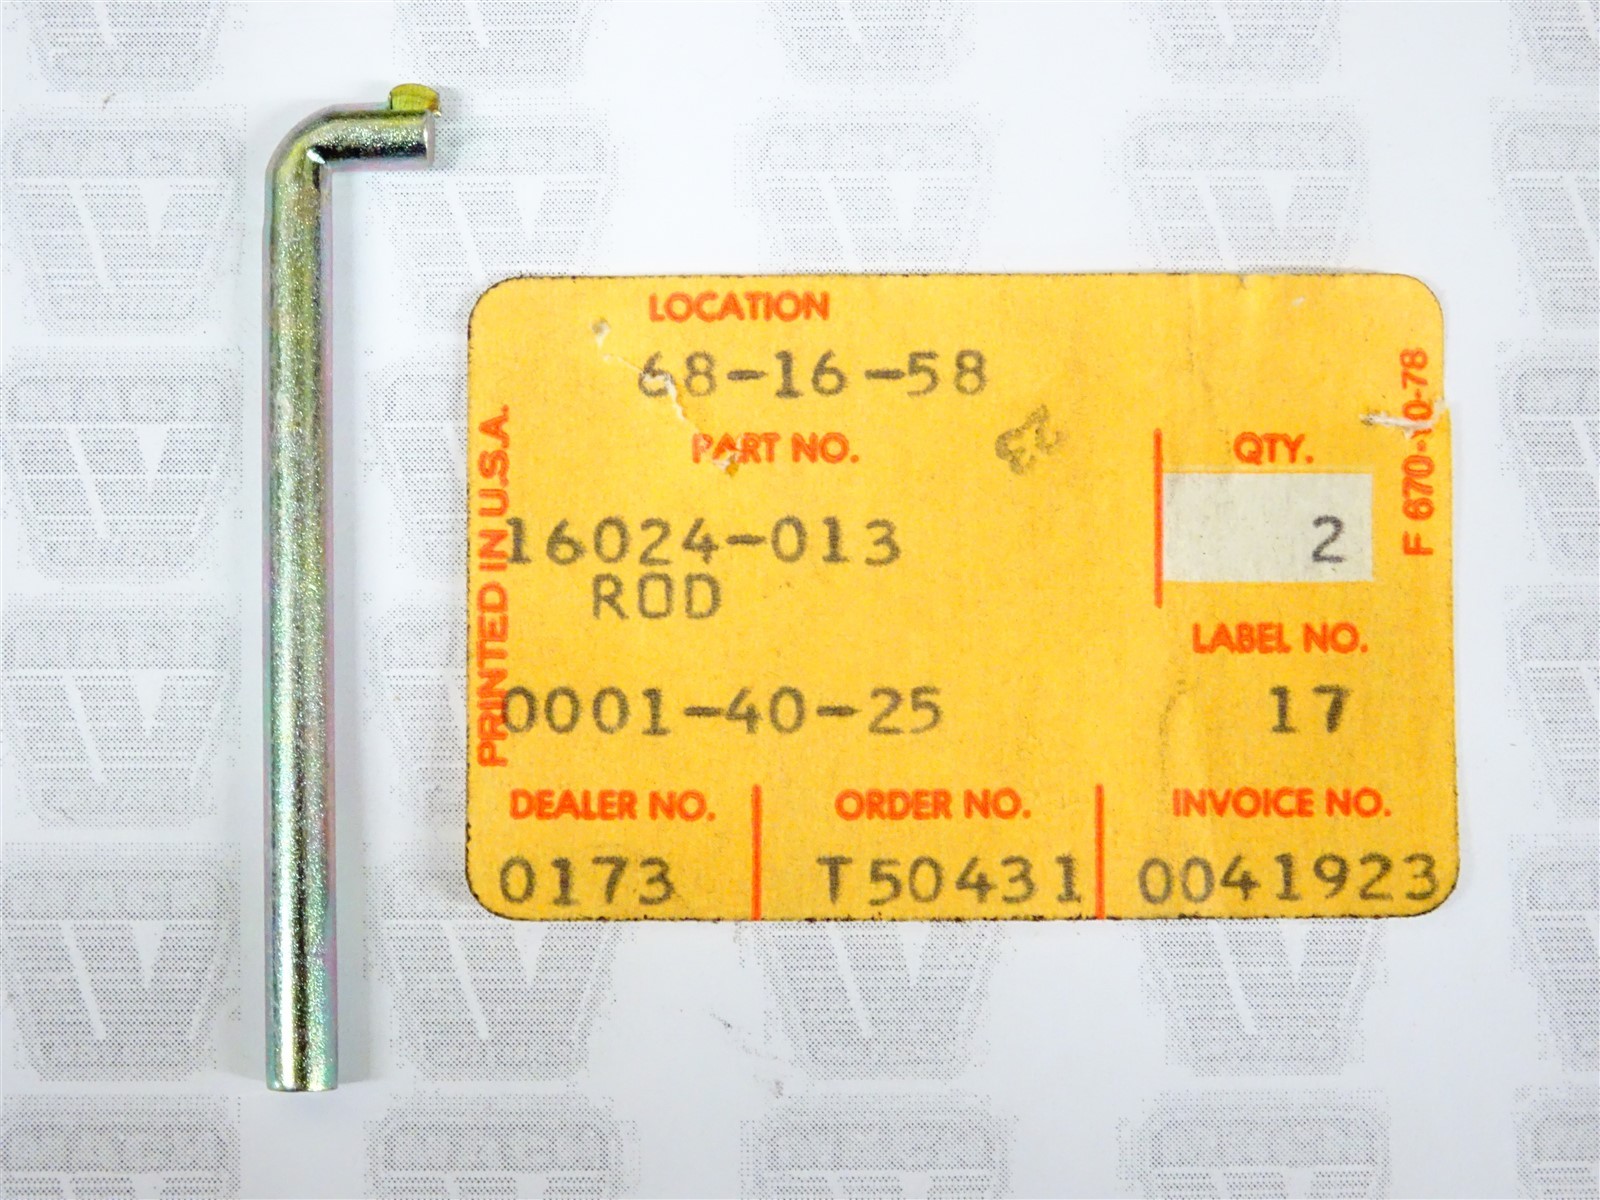 LOCATION
68-16-58
23
PART NO.
QTY.
16024-013
2
ROD
LABEL NO.
0001-40-25
17
DEALER NO.
ORDER NO.
INVOICE NO.
0173
T50431
0041923
PRINTED IN U.S.A.
F 670-10-78